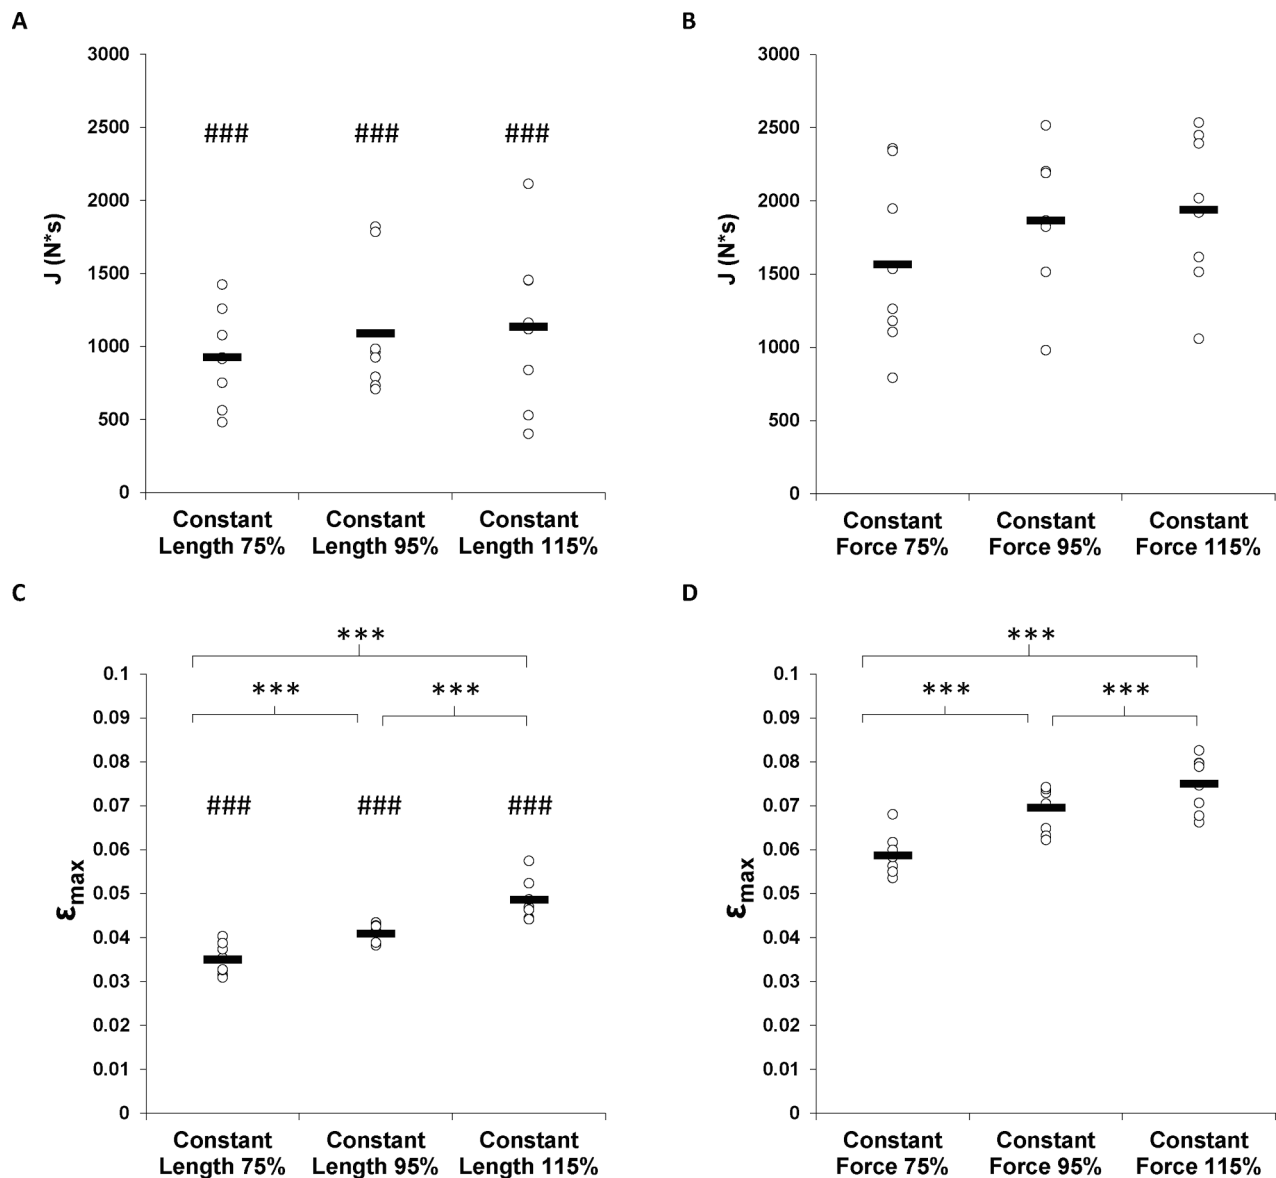 A
3000
2500
2000
1500
1000
500
0
J (N*s)
### ### ###
Constant Length 75%
Constant Length 95%
Constant Length 115%
B
3000
2500
2000
1500
1000
500
0
J (N*s)
Constant Force 75%
Constant Force 95%
Constant Force 115%
C
***
*** ***
0.1
0.09
0.08
0.07
0.06
0.05
0.04
0.03
0.02
0.01
0
εmax
### ### ###
Constant Length 75%
Constant Length 95%
Constant Length 115%
D
***
*** ***
0.1
0.09
0.08
0.07
0.06
0.05
0.04
0.03
0.02
0.01
0
εmax
Constant Force 75%
Constant Force 95%
Constant Force 115%